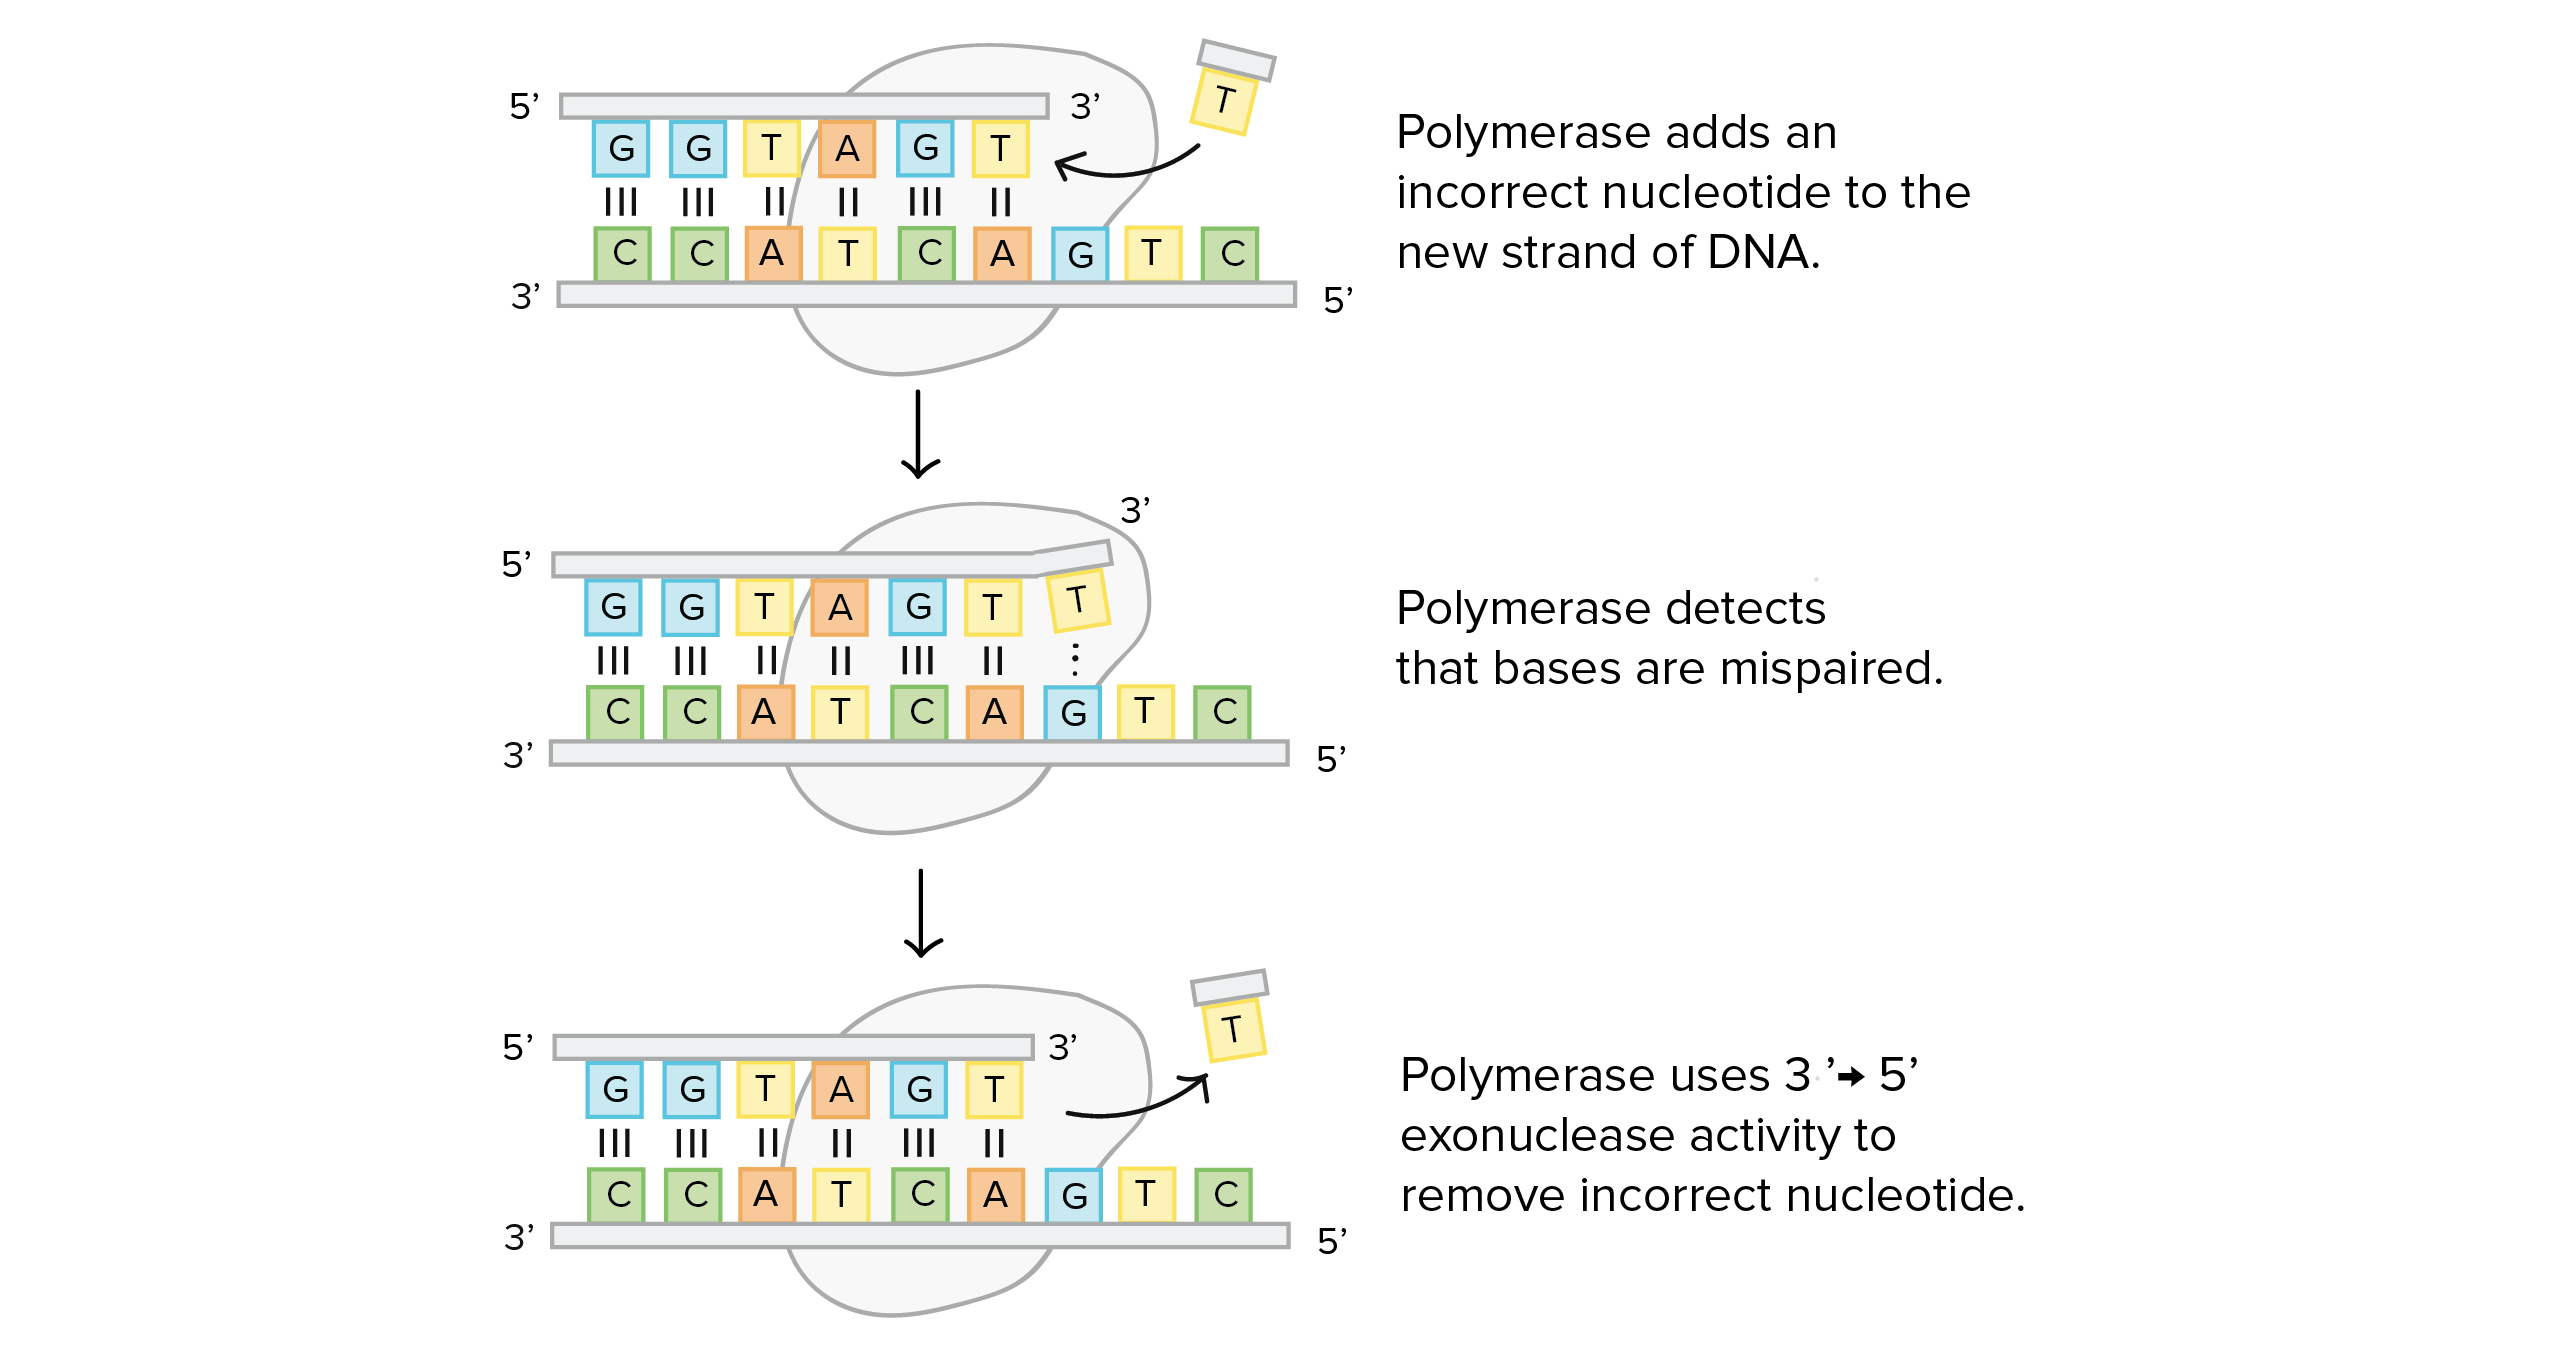 5’ 3’ T
G G T A G T
C C A T C A G T C
3’ 5’
Polymerase adds an
incorrect nucleotide to the
new strand of DNA.
3’
5’
G G T A G T T
C C A T C A G T C
3’ 5’
Polymerase detects
that bases are mispaired.
5’ 3’ T
G G T A G T
C C A T C A G T C
3’ 5’
Polymerase uses 3 ’→ 5’
exonuclease activity to
remove incorrect nucleotide.